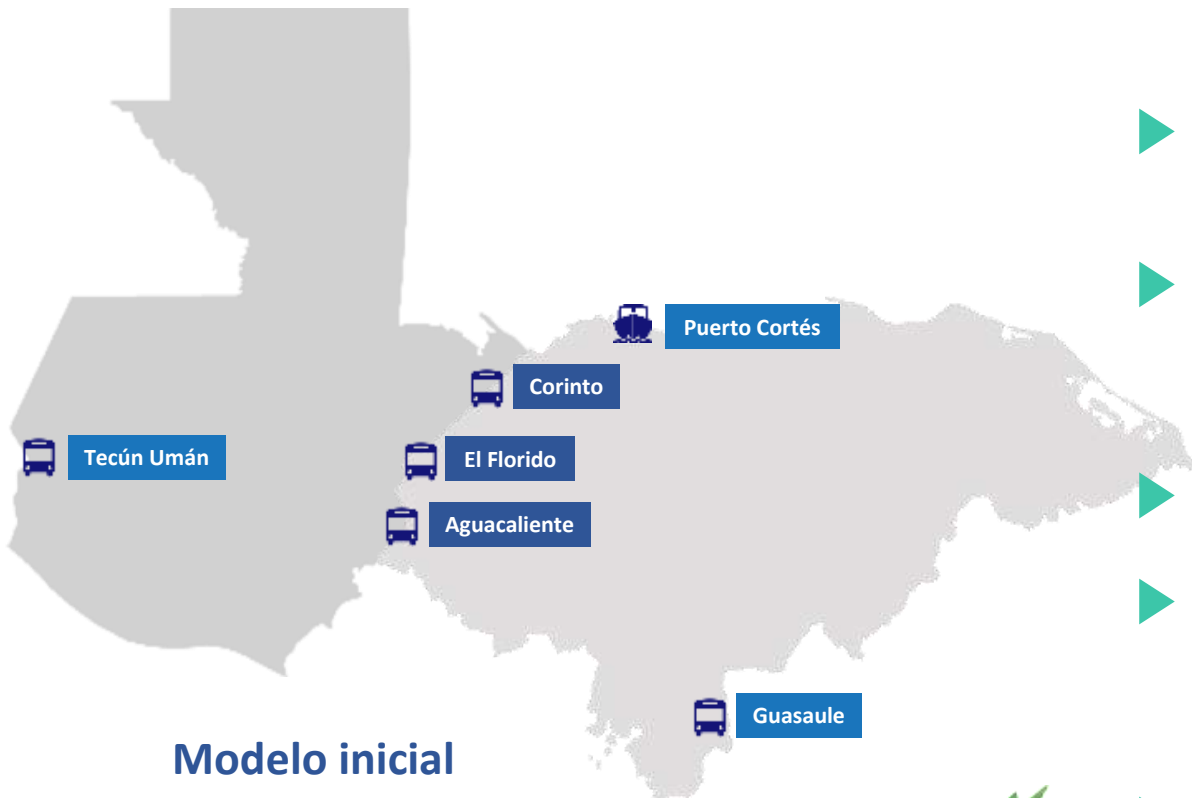 Puerto Cortés
Corinto
Tecún Umán
El Florido
Aguacaliente
Guasaule
Modelo inicial